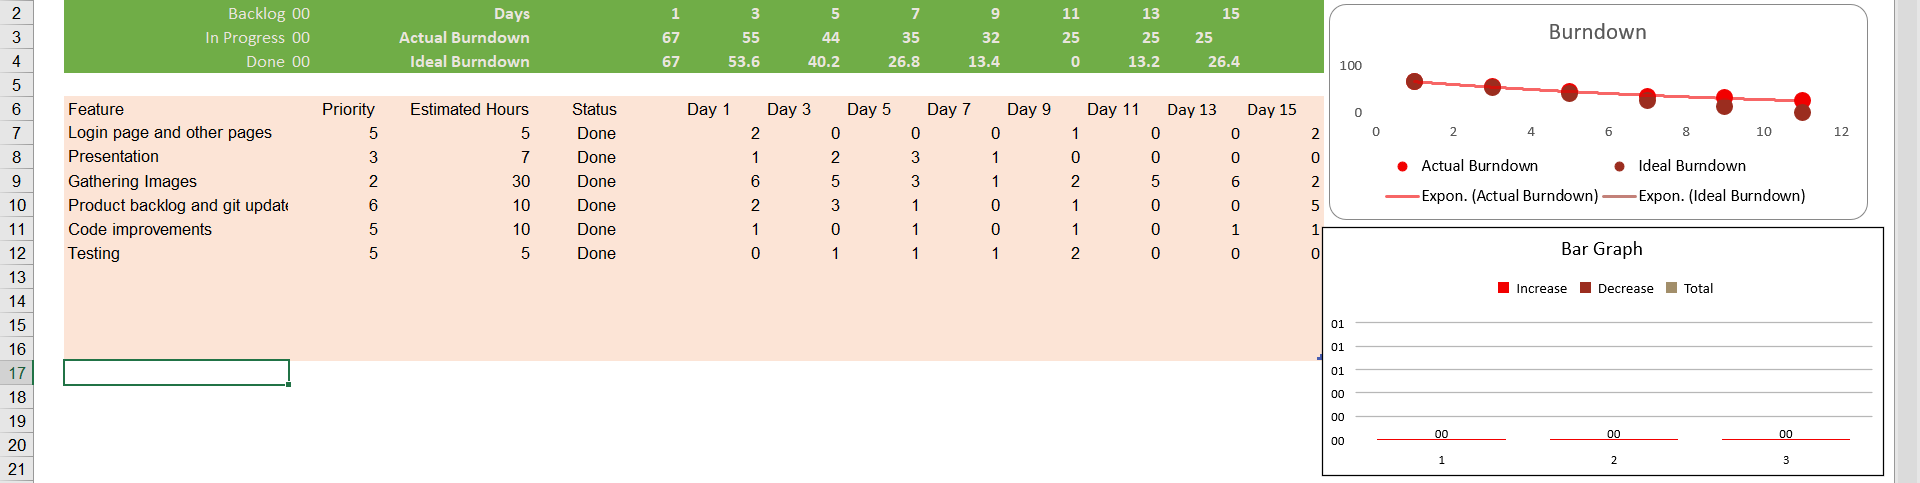 2 Backlog 00 Days 1 3 5 7 9 11 13 15
3 In Progress 00 Actual Burndown 67 55 44 35 32 25 25 25
4 Done 00 Ideal Burndown 67 53.6 40.2 26.8 13.4 0 13.2 26.4
5
6 Feature Priority Estimated Hours Status Day 1 Day 3 Day 5 Day 7 Day 9 Day 11 Day 13 Day 15
7 Login page and other pages 5 5 Done 2 0 0 0 1 0 0 2
8 Presentation 3 7 Done 1 2 3 1 0 0 0 0
9 Gathering Images 2 30 Done 6 5 3 1 2 5 6 2
10 Product backlog and git update 6 10 Done 2 3 1 0 1 0 0 5
11 Code improvements 5 10 Done 1 0 1 0 1 0 1 1
12 Testing 5 5 Done 0 1 1 1 2 0 0 0
13
14
15
16
17
18
19
20
21
Burndown
100
0
0 2 4 6 8 10 12
Actual Burndown Ideal Burndown
Expon. (Actual Burndown) Expon. (Ideal Burndown)
Bar Graph
Increase Decrease Total
01
01
01
00
00
00
00 00 00
1 2 3